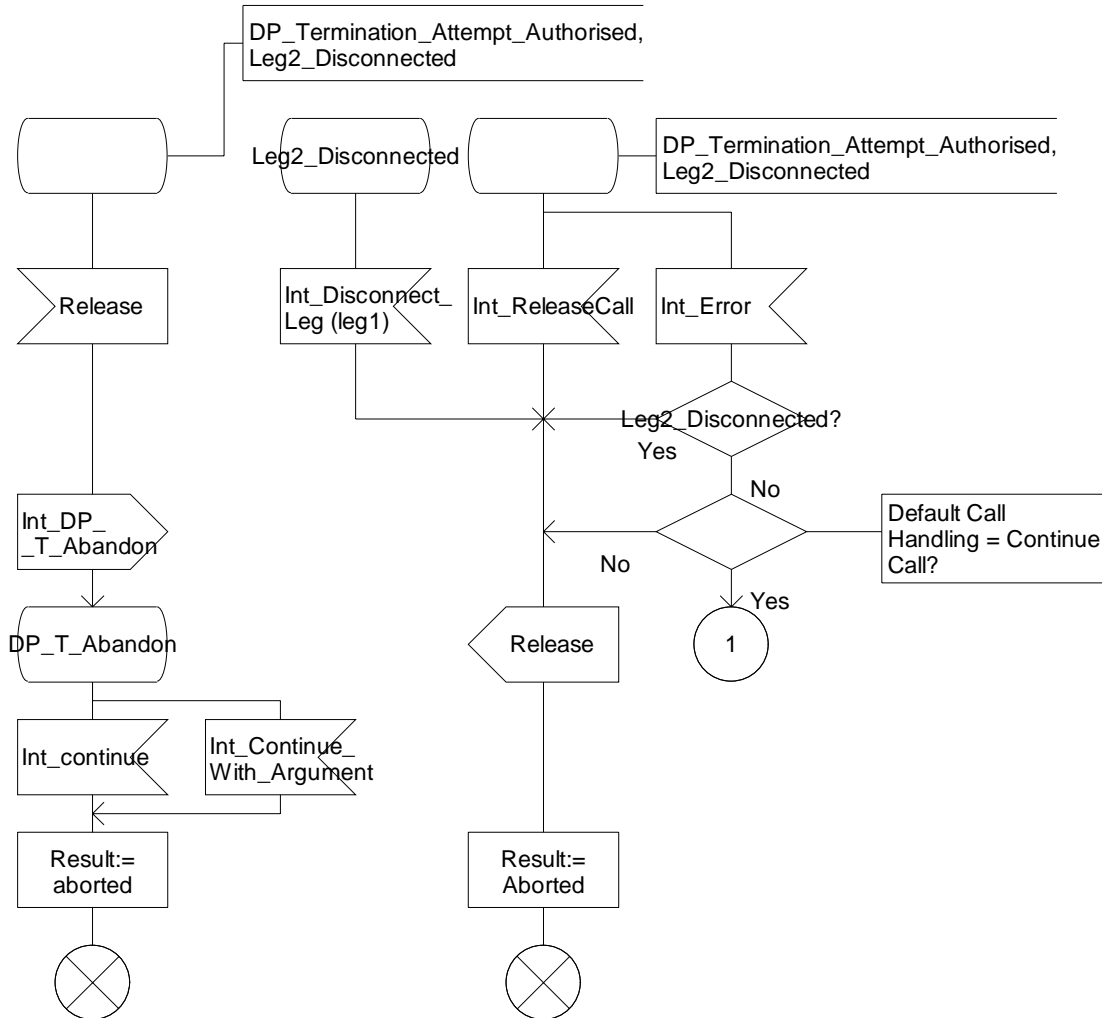 DP_Termination_Attempt_Authorised,
Leg2_Disconnected
Leg2_Disconnected
DP_Termination_Attempt_Authorised,
Leg2_Disconnected
Release
Int_Disconnect_
Leg (leg1)
Int_ReleaseCall
Int_Error
Leg2_Disconnected?
Yes
No
Int_DP_
_T_Abandon
Default Call
Handling = Continue
Call?
No
Yes
DP_T_Abandon
Release
1
Int_continue
Int_Continue_
With_Argument
Result:=
aborted
Result:=
Aborted